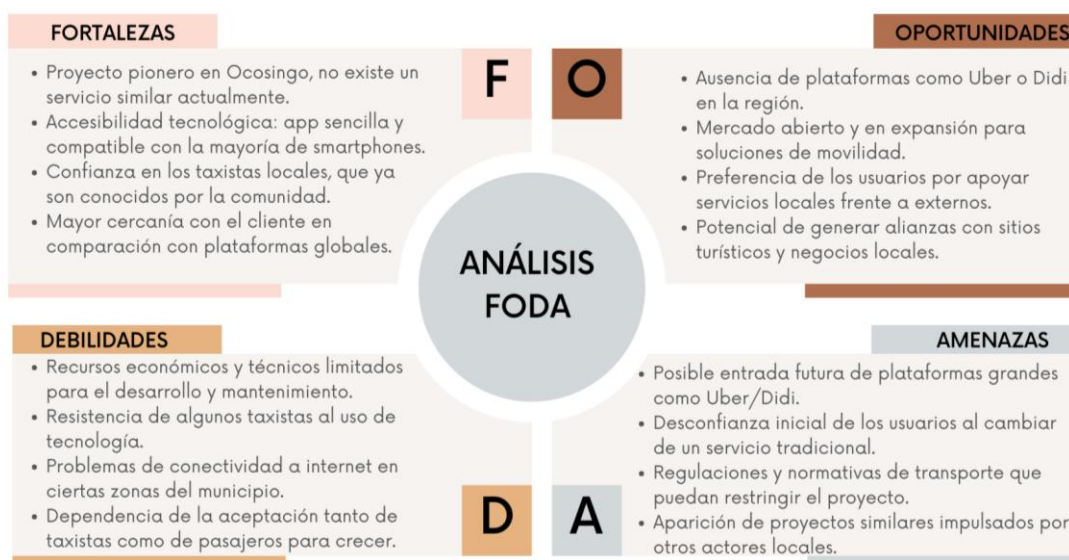 FORTALEZAS
• Proyecto pionero en Ocosingo, no existe un
servicio similar actualmente.
• Accesibilidad tecnológica: app sencilla y
compatible con la mayoría de smartphones.
• Confianza en los taxistas locales, que ya
son conocidos por la comunidad.
• Mayor cercanía con el cliente en
comparación con plataformas globales.
F
O
OPORTUNIDADES
• Ausencia de plataformas como Uber o Didi
en la región.
• Mercado abierto y en expansión para
soluciones de movilidad.
• Preferencia de los usuarios por apoyar
servicios locales frente a externos.
• Potencial de generar alianzas con sitios
turísticos y negocios locales.
ANÁLISIS
FODA
DEBILIDADES
• Recursos económicos y técnicos limitados
para el desarrollo y mantenimiento.
• Resistencia de algunos taxistas al uso de
tecnología.
• Problemas de conectividad a internet en
ciertas zonas del municipio.
• Dependencia de la aceptación tanto de
taxistas como de pasajeros para crecer.
D
A
AMENAZAS
• Posible entrada futura de plataformas grandes
como Uber/Didi.
• Desconfianza inicial de los usuarios al cambiar
de un servicio tradicional.
• Regulaciones y normativas de transporte que
puedan restringir el proyecto.
• Aparición de proyectos similares impulsados por
otros actores locales.